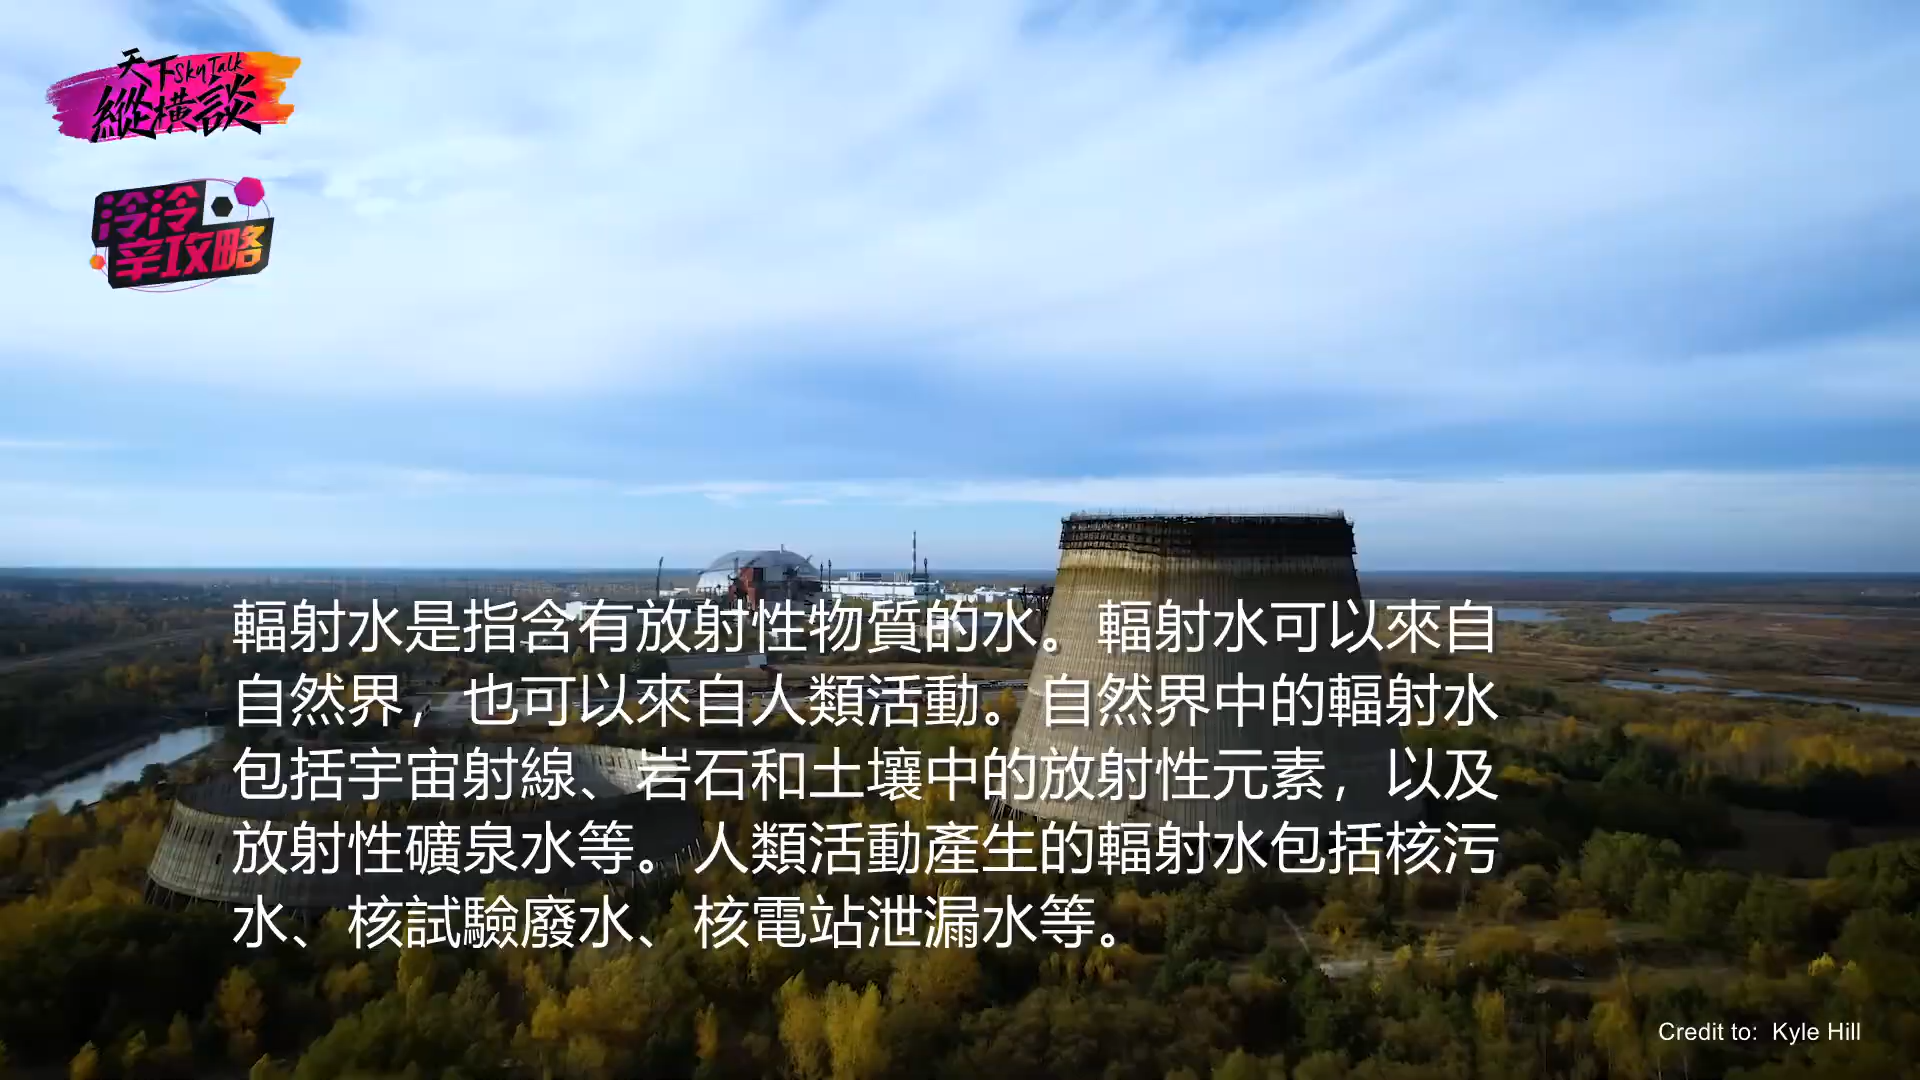 天下 Sky Talk
縱橫談
泠泠
辛攻略
輻射水是指含有放射性物質的水。輻射水可以來自
自然界，也可以來自人類活動。自然界中的輻射水
包括宇宙射線、岩石和土壤中的放射性元素，以及
放射性礦泉水等。人類活動產生的輻射水包括核污
水、核試驗廢水、核電站泄漏水等。
Credit to: Kyle Hill